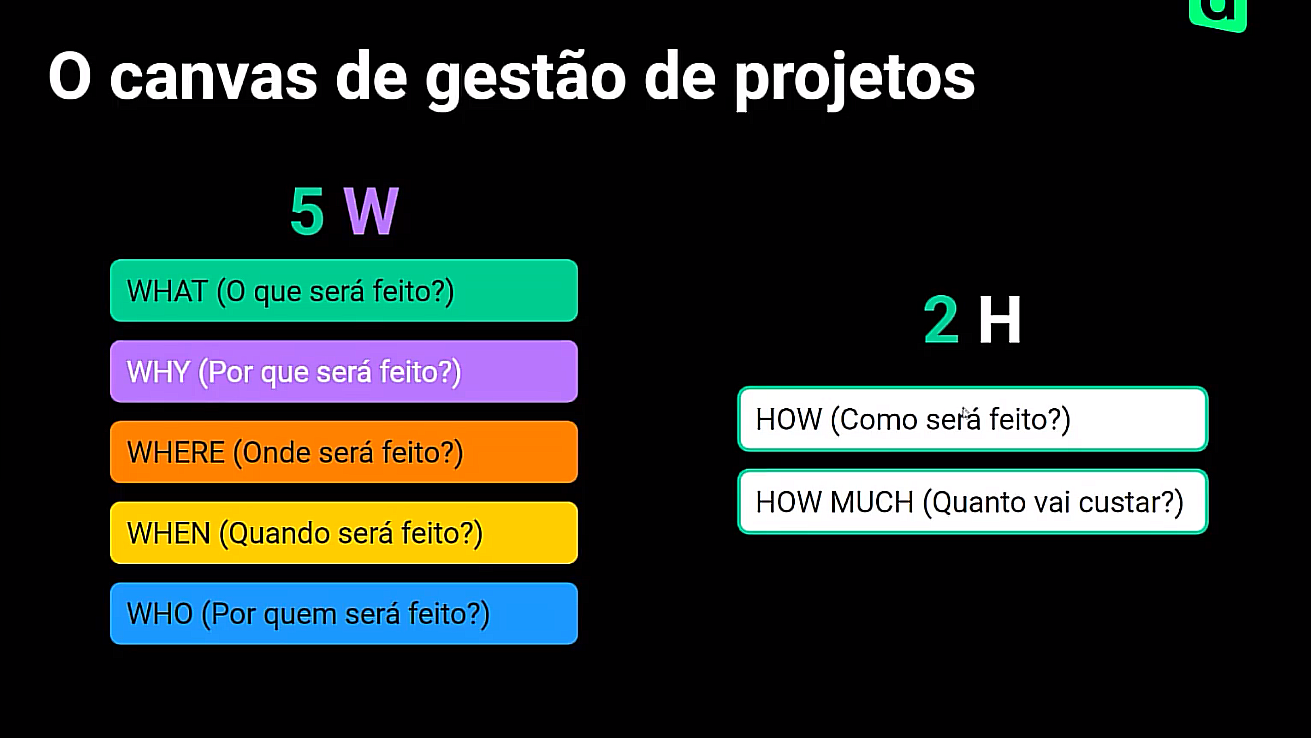 O canvas de gestão de projetos
5 W
WHAT (O que será feito?)
WHY (Por que será feito?)
WHERE (Onde será feito?)
WHEN (Quando será feito?)
WHO (Por quem será feito?)
2 H
HOW (Como será feito?)
HOW MUCH (Quanto vai custar?)